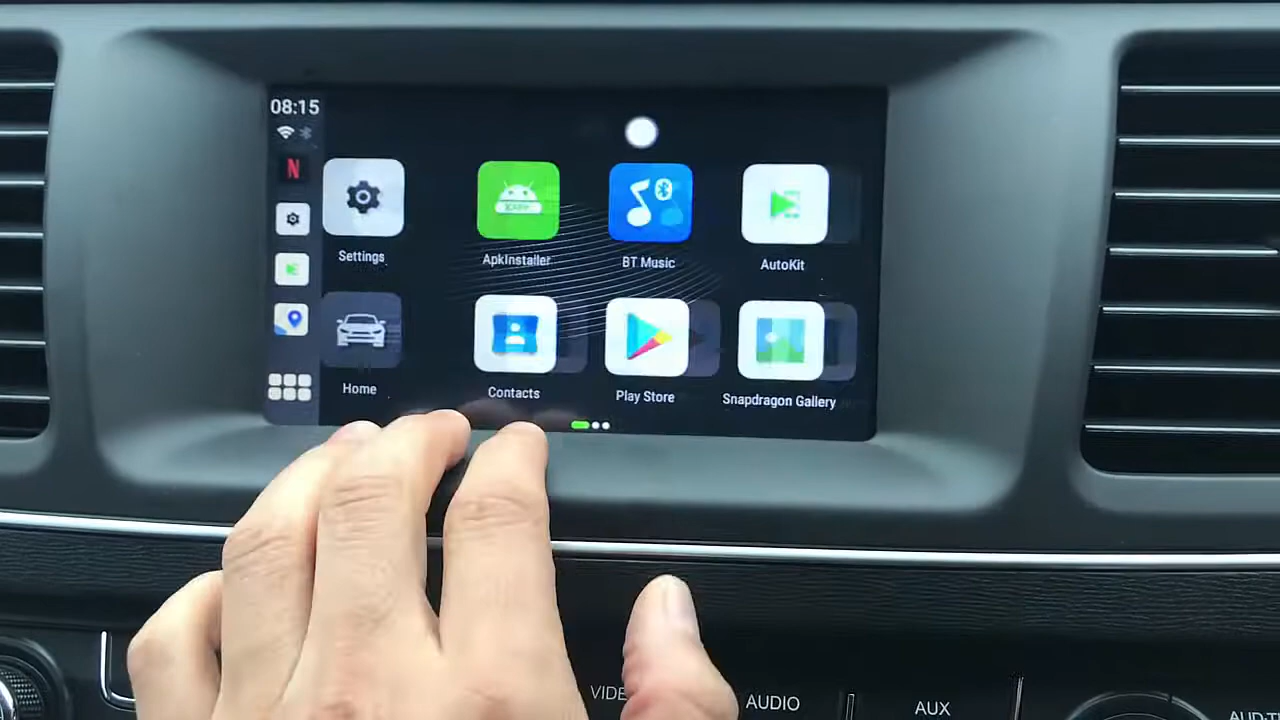 08:15
N
Settings
ApkInstaller
BT Music
AutoKit
Home
Contacts
Play Store
Snapdragon Gallery
AUDIO
AUX